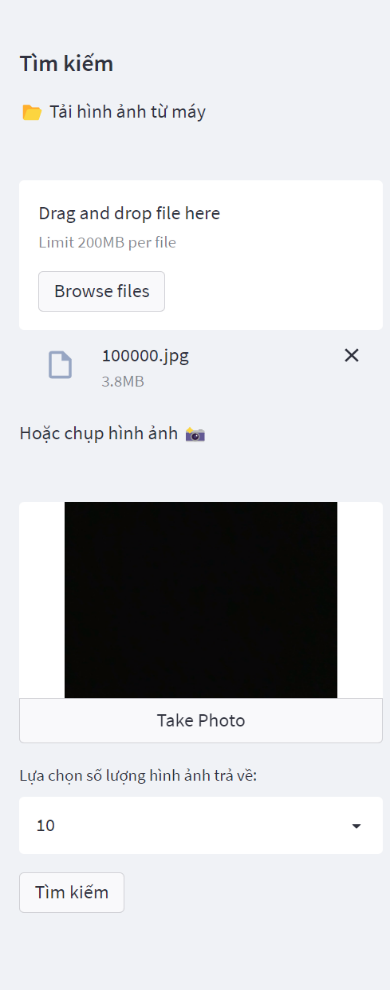 Tìm kiếm
📂 Tải hình ảnh từ máy
Drag and drop file here
Limit 200MB per file
Browse files
100000.jpg
3.8MB
Hoặc chụp hình ảnh 📸
Take Photo
Lựa chọn số lượng hình ảnh trả về:
10
Tìm kiếm